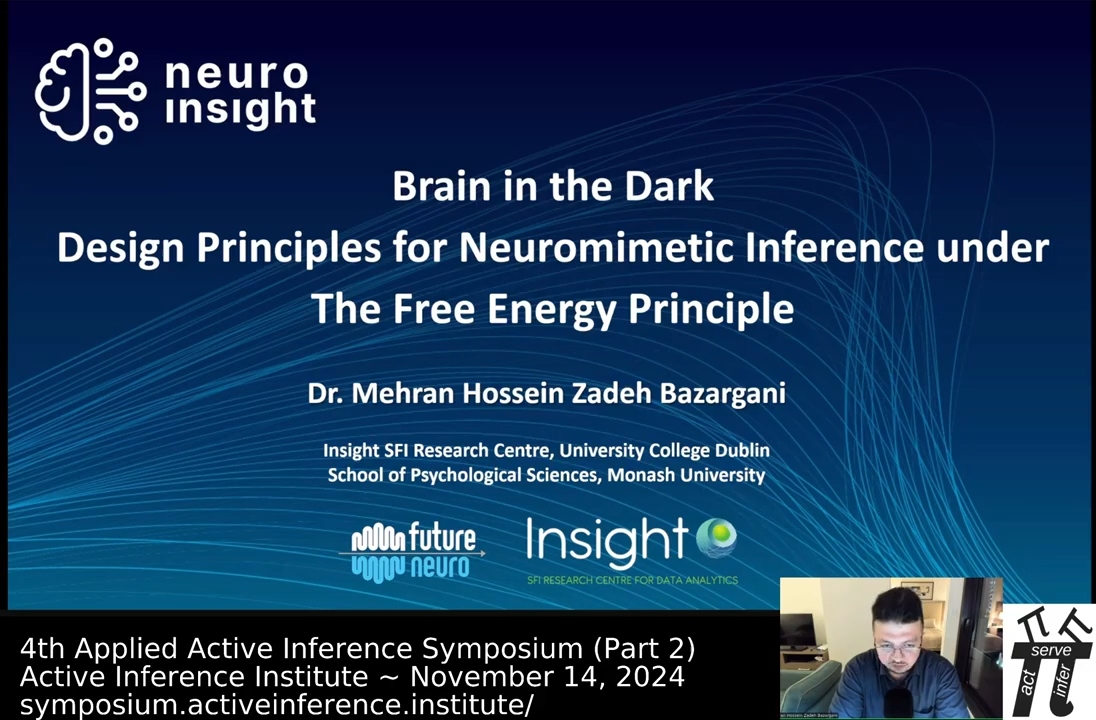 neuro
insight
Brain in the Dark
Design Principles for Neuromimetic Inference under
The Free Energy Principle
Dr. Mehran Hossein Zadeh Bazargani
Insight SFI Research Centre, University College Dublin
School of Psychological Sciences, Monash University
future
neuro
Insight
SFI RESEARCH CENTRE FOR DATA ANALYTICS
4th Applied Active Inference Symposium (Part 2)
Active Inference Institute ~ November 14, 2024
symposium.activeinference.institute/
serve
act
infer